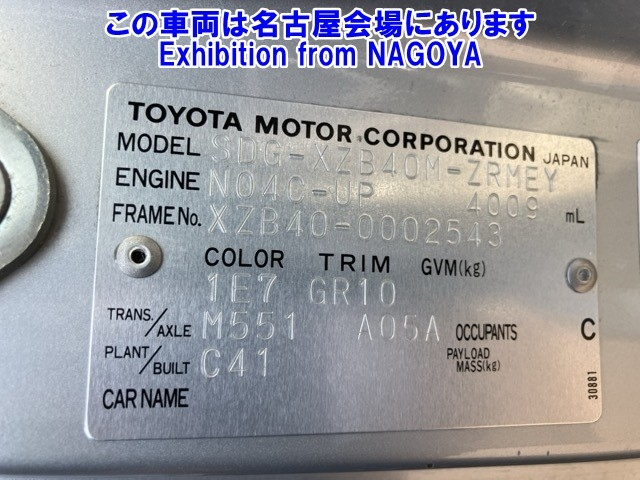 この車両は名古屋会場にあります
Exhibition from NAGOYA
TOYOTA MOTOR CORPORATION JAPAN
MODEL SDG-XZB40M-ZRMEY
ENGINE N04C-UP 4009 mL
FRAME No. XZB40-0002543
COLOR TRIM GVM(kg)
1E7 GR10
TRANS./AXLE M551 A05A OCCUPANTS C
PLANT/BUILT C41 PAYLOAD MASS(kg)
CAR NAME
30881